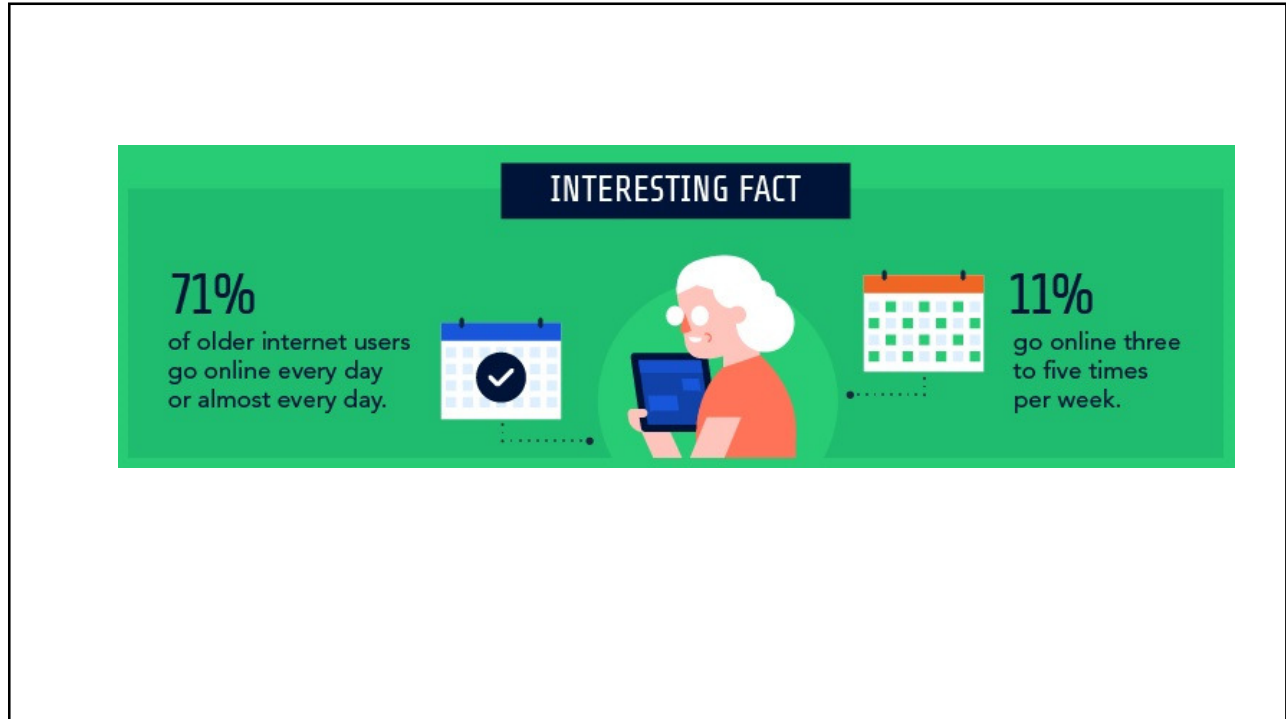 INTERESTING FACT
71%
of older internet users
go online every day
or almost every day.
11%
go online three
to five times
per week.